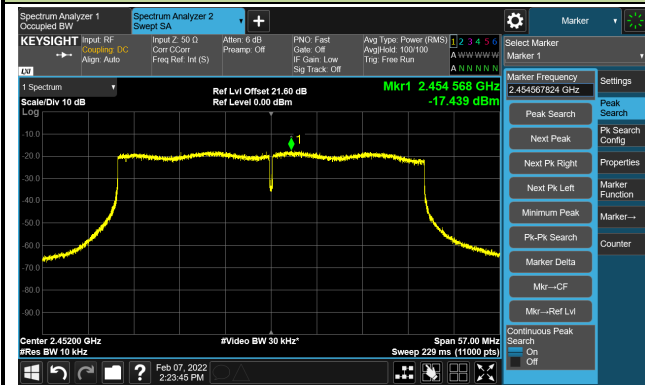 Spectrum Analyzer 1
Occupied BW
Spectrum Analyzer 2
Swept SA
+
Marker
KEYSIGHT
Input: RF
Coupling: DC
Align: Auto
Input Z: 50 Ω
Corr CCorr
Freq Ref: Int (S)
Atten: 6 dB
Preamp: Off
PNO: Fast
Gate: Off
IF Gain: Low
Sig Track: Off
Avg Type: Power (RMS)
Avg|Hold: 100/100
Trig: Free Run
1 2 3 4 5 6
A W W W W W
A N N N N N
LXI
Select Marker
Marker 1
1 Spectrum
Scale/Div 10 dB
Log
Ref Lvl Offset 21.60 dB
Ref Level 0.00 dBm
Mkr1 2.454 568 GHz
-17.439 dBm
1
-10.0
-20.0
-30.0
-40.0
-50.0
-60.0
-70.0
-80.0
-90.0
Center 2.45200 GHz
#Res BW 10 kHz
#Video BW 30 kHz*
Span 57.00 MHz
Sweep 229 ms (11000 pts)
Marker Frequency
2.454567824 GHz
Peak Search
Next Peak
Next Pk Right
Next Pk Left
Minimum Peak
Pk-Pk Search
Marker Delta
Mkr→CF
Mkr→Ref Lvl
Continuous Peak
Search
On
Off
Settings
Peak
Search
Pk Search
Config
Properties
Marker
Function
Marker→
Counter
?
Feb 07, 2022
2:23:45 PM